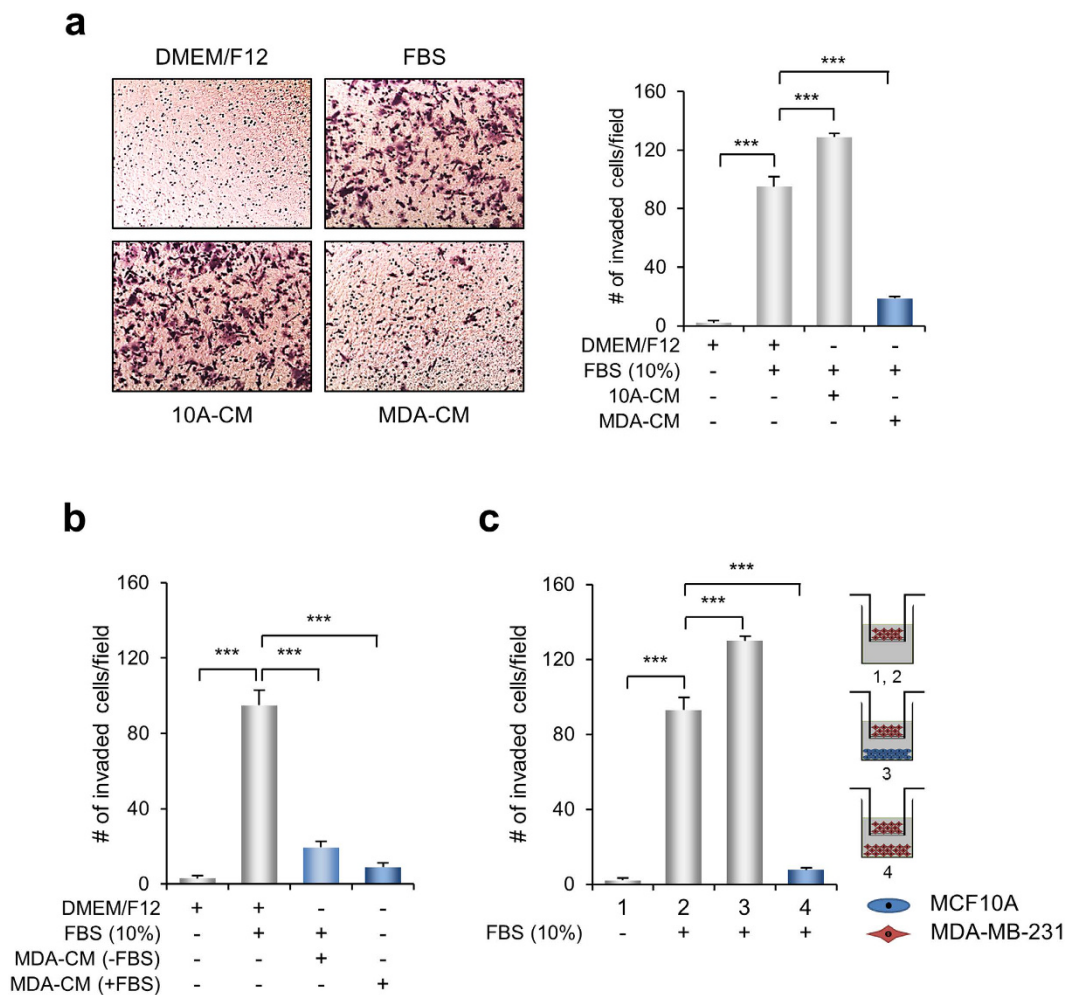 a
DMEM/F12 FBS
10A-CM MDA-CM
# of invaded cells/field
160
120
80
40
0
*** *** ***
DMEM/F12 + + - -
FBS (10%) - + + +
10A-CM - - + -
MDA-CM - - - +
b
# of invaded cells/field
160
120
80
40
0
*** *** ***
DMEM/F12 + + - -
FBS (10%) - + + -
MDA-CM (-FBS) - - + -
MDA-CM (+FBS) - - - +
c
# of invaded cells/field
160
120
80
40
0
*** *** ***
1 2 3 4
FBS (10%) - + + +
1, 2
3
4
MCF10A
MDA-MB-231